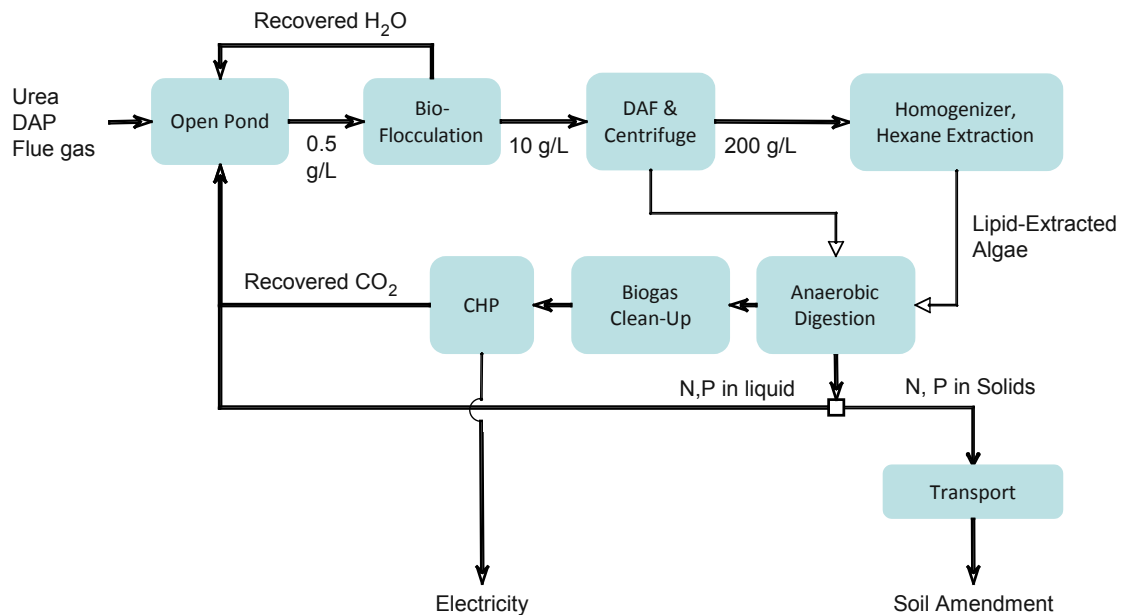 Recovered H₂O
Urea
DAP
Flue gas
Open Pond
0.5
g/L
Bio-
Flocculation
10 g/L
DAF &
Centrifuge
200 g/L
Homogenizer,
Hexane Extraction
Lipid-Extracted
Algae
Recovered CO₂
CHP
Biogas
Clean-Up
Anaerobic
Digestion
N,P in liquid
N, P in Solids
Transport
Electricity
Soil Amendment